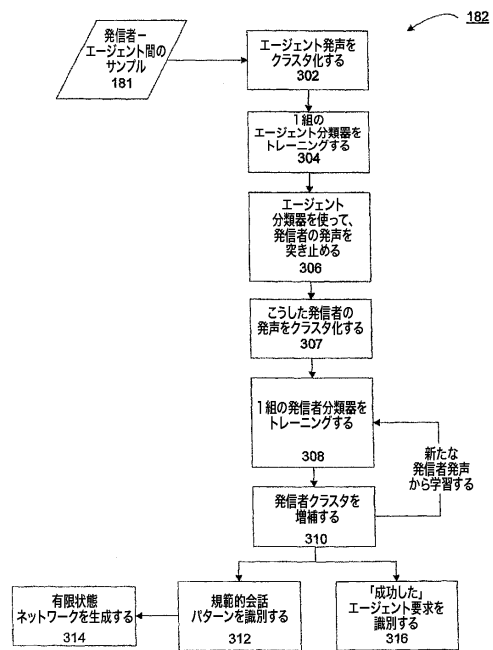 182
発信者ー
エージェント間の
サンプル
181
エージェント発声を
クラスタ化する
302
1組の
エージェント分類器を
トレーニングする
304
エージェント
分類器を使って、
発信者の発声を
突き止める
306
こうした発信者の
発声をクラスタ化する
307
1組の発信者分類器を
トレーニングする
308
新たな
発信者発声
から学習する
発信者クラスタを
増補する
310
有限状態
ネットワークを生成する
314
規範的会話
パターンを識別する
312
「成功した」
エージェント要求を
識別する
316